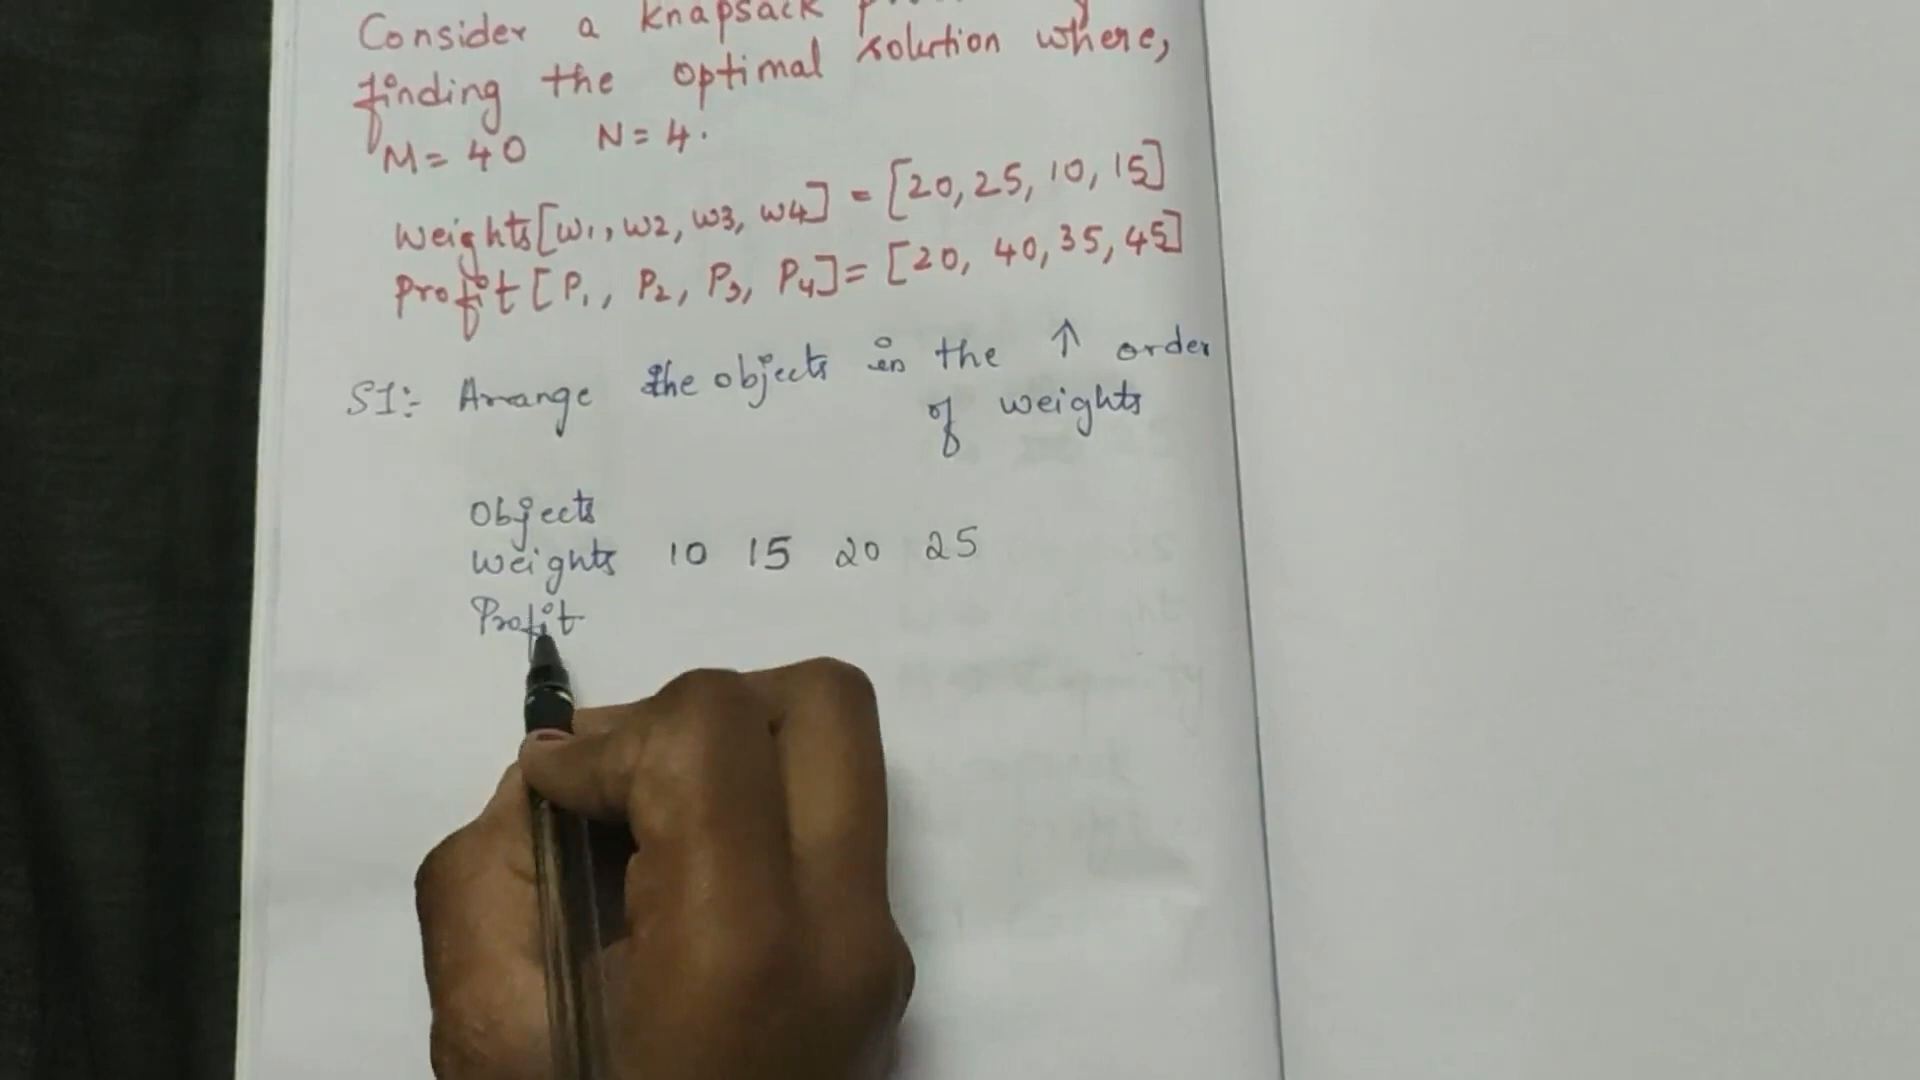 Consider a knapsack
finding the optimal solution where,
M = 40 N = 4.
Weights [w1, w2, w3, w4] = [20, 25, 10, 15]
Profit [P1, P2, P3, P4] = [20, 40, 35, 45]
S1:- Arrange the objects in the ↑ order
of weights
Objects
Weights 10 15 20 25
Profit